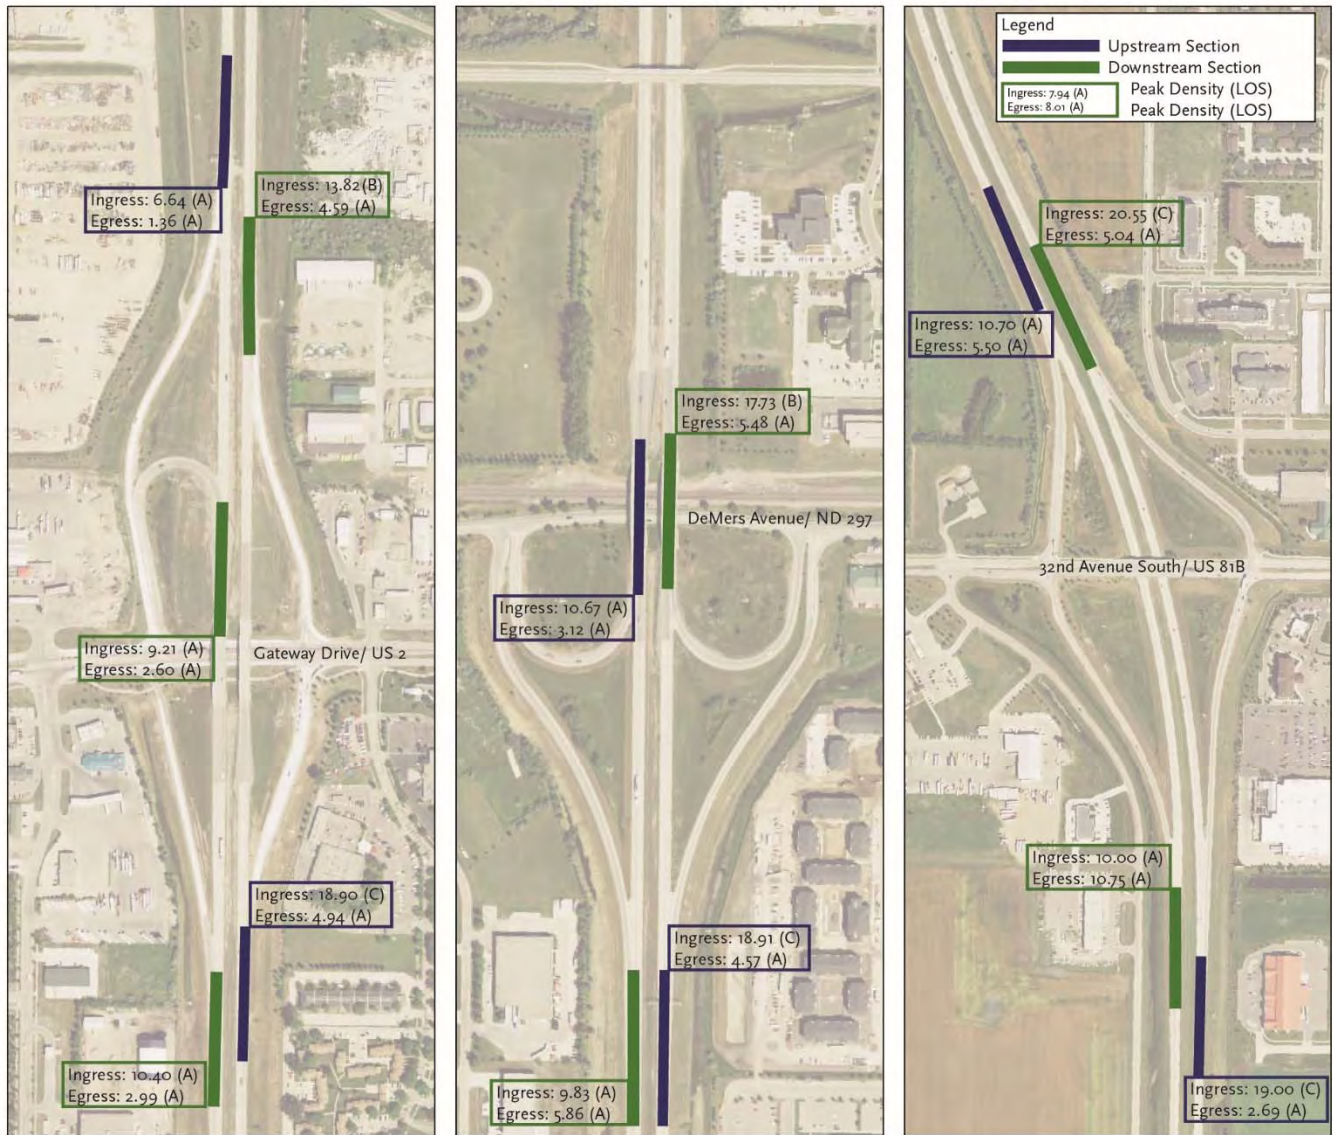 Ingress: 6.64 (A)
Egress: 1.36 (A)
Ingress: 13.82 (B)
Egress: 4.59 (A)
Ingress: 9.21 (A)
Egress: 2.60 (A)
Gateway Drive/ US 2
Ingress: 18.90 (C)
Egress: 4.94 (A)
Ingress: 10.40 (A)
Egress: 2.99 (A)
Ingress: 17.73 (B)
Egress: 5.48 (A)
DeMers Avenue/ ND 297
Ingress: 10.67 (A)
Egress: 3.12 (A)
Ingress: 18.91 (C)
Egress: 4.57 (A)
Ingress: 9.83 (A)
Egress: 5.86 (A)
Legend
Upstream Section
Downstream Section
Ingress: 7.94 (A)
Egress: 8.01 (A)
Peak Density (LOS)
Peak Density (LOS)
Ingress: 20.55 (C)
Egress: 5.04 (A)
Ingress: 10.70 (A)
Egress: 5.50 (A)
32nd Avenue South/ US 81B
Ingress: 10.00 (A)
Egress: 10.75 (A)
Ingress: 19.00 (C)
Egress: 2.69 (A)